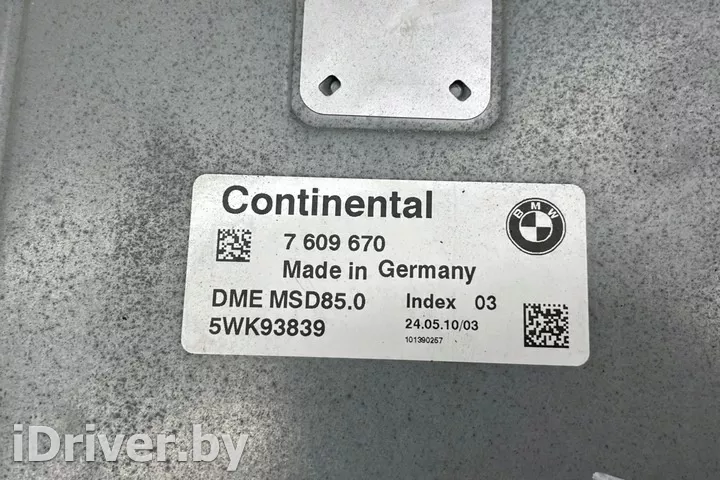 Continental
BMW
7 609 670
Made in Germany
DME MSD85.0 Index 03
5WK93839 24.05.10/03
101390257
iDriver.by